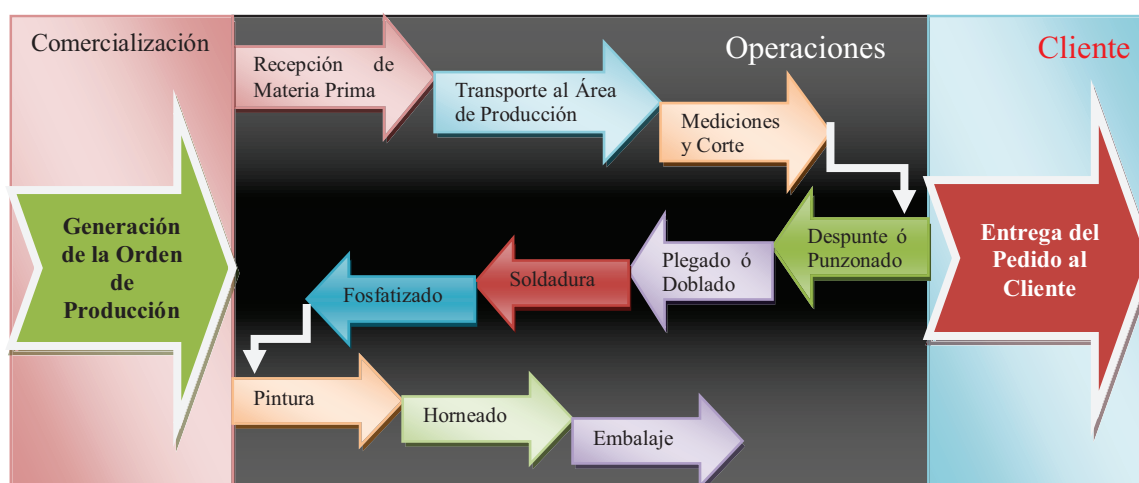 Comercialización
Operaciones
Cliente
Generación
de la Orden
de
Producción
Recepción de
Materia Prima
Transporte al Área
de Producción
Mediciones
y Corte
Despunte ó
Punzonado
Plegado ó
Doblado
Soldadura
Fosfatizado
Pintura
Horneado
Embalaje
Entrega del
Pedido al
Cliente